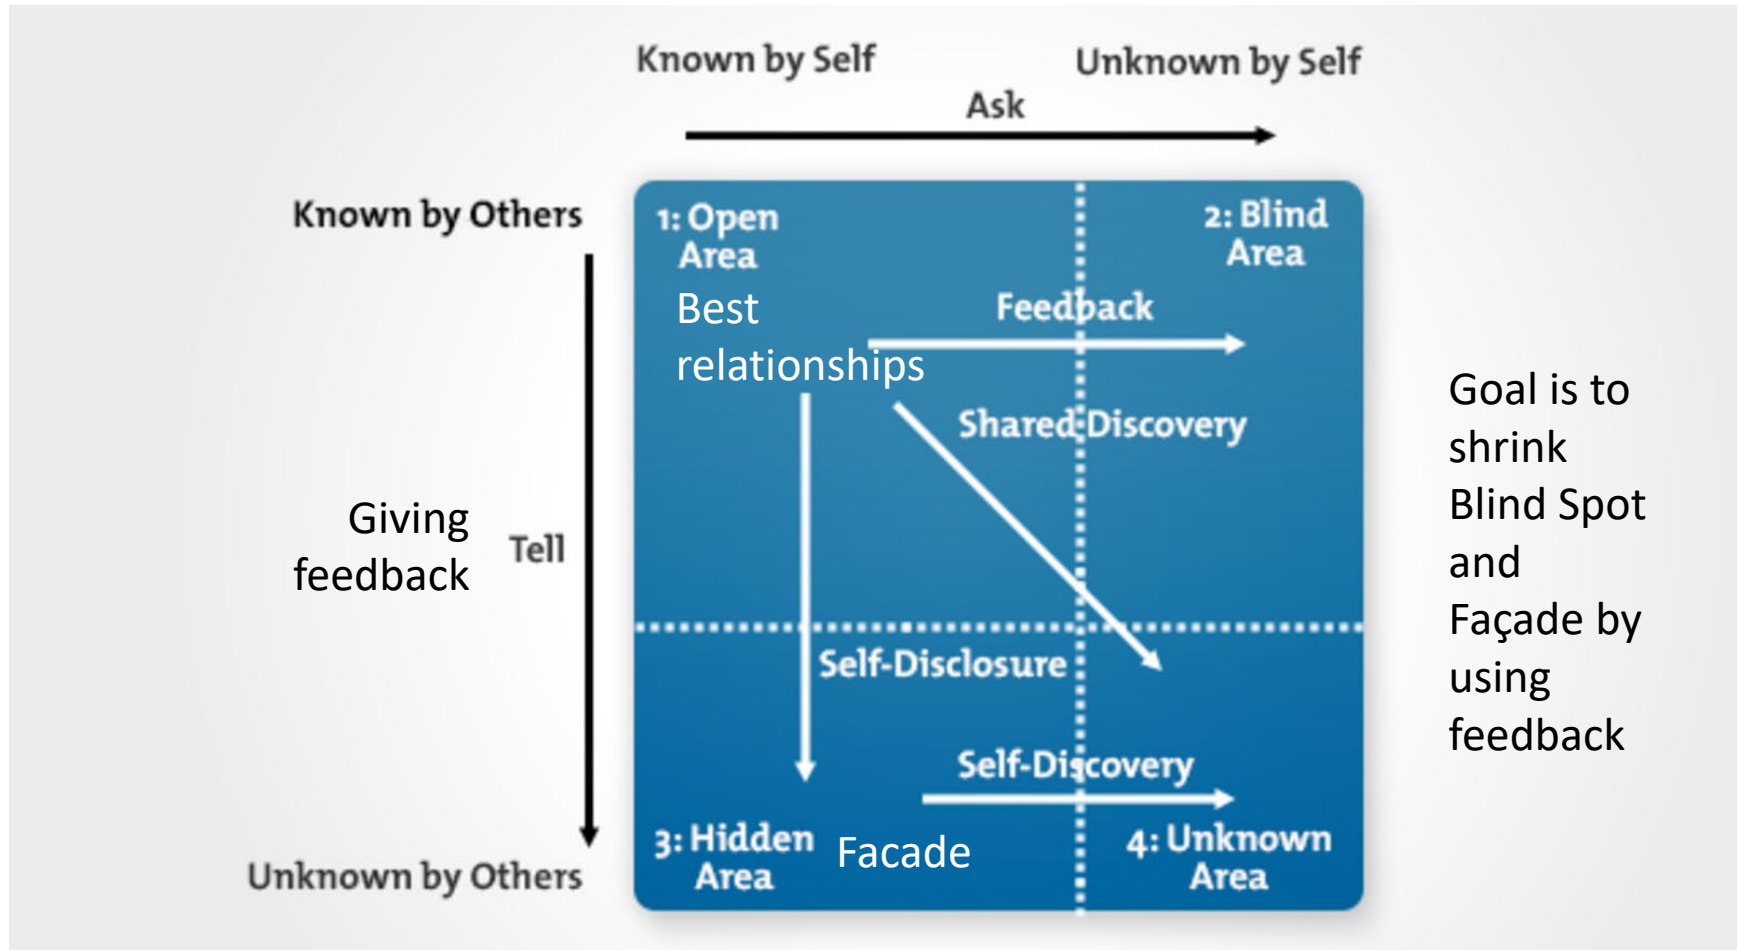 Known by Self
Unknown by Self
Ask
Known by Others
1: Open
Area
2: Blind
Area
Best
relationships
Feedback
Shared Discovery
Giving
feedback
Tell
Self-Disclosure
Self-Discovery
3: Hidden
Area
Facade
4: Unknown
Area
Unknown by Others
Goal is to
shrink
Blind Spot
and
Façade by
using
feedback